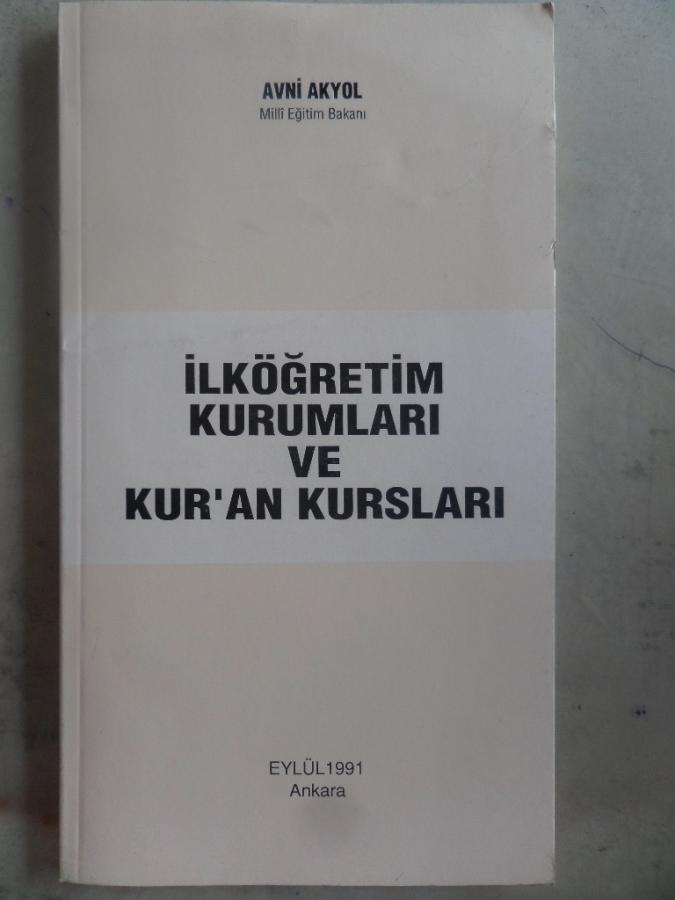 AVNİ AKYOL
Millî Eğitim Bakanı
İLKÖĞRETİM
KURUMLARI
VE
KUR'AN KURSLARI
EYLÜL1991
Ankara